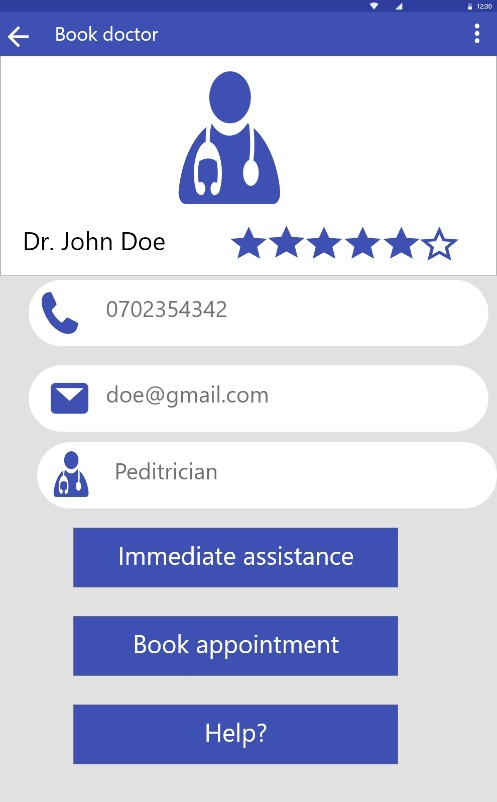 12:30
Book doctor
Dr. John Doe
0702354342
doe@gmail.com
Peditrician
Immediate assistance
Book appointment
Help?